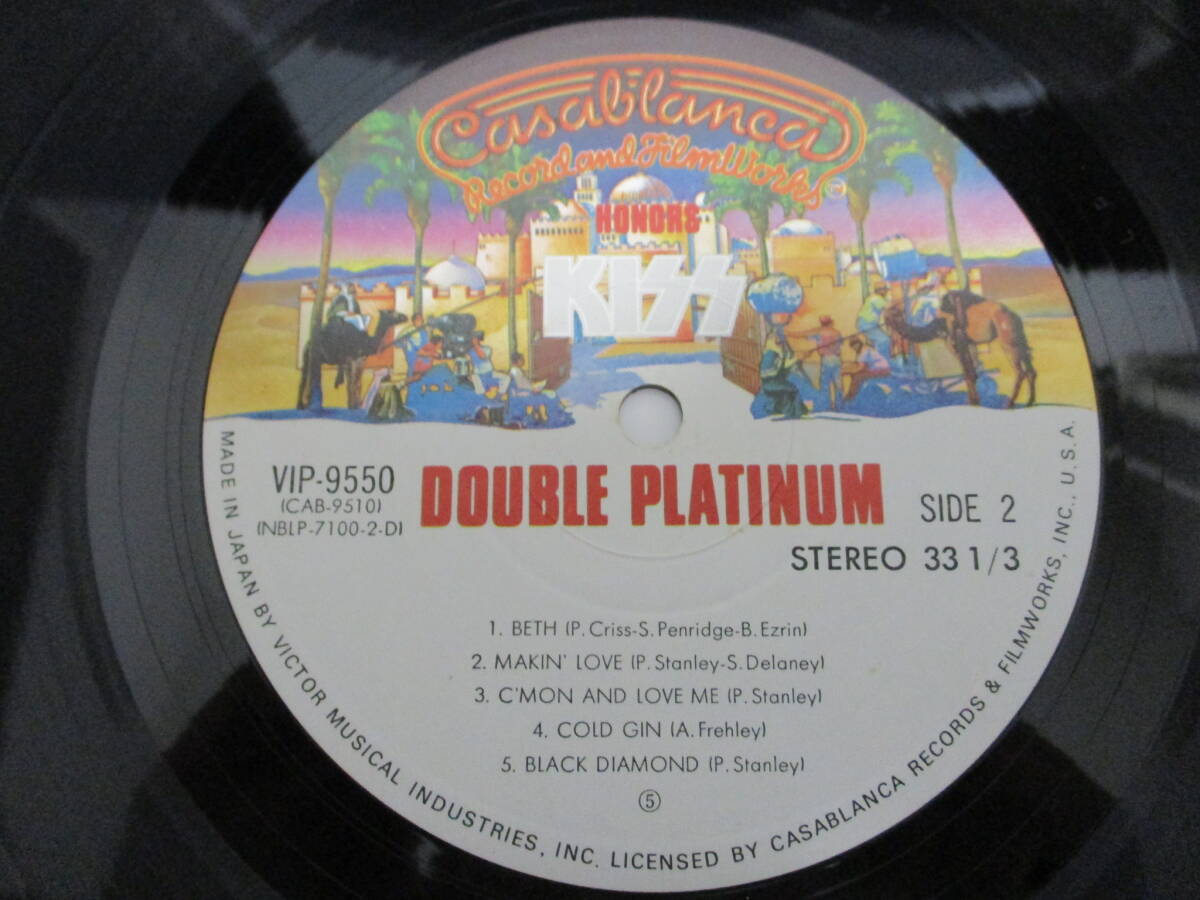 Casablanca
Record and FilmWorks
HONORS
KISS
VIP-9550
(CAB-9510)
(NBLP-7100-2-D)
DOUBLE PLATINUM
SIDE 2
STEREO 33 1/3
1. BETH (P. Criss-S. Penridge-B. Ezrin)
2. MAKIN' LOVE (P. Stanley-S. Delaney)
3. C'MON AND LOVE ME (P. Stanley)
4. COLD GIN (A. Frehley)
5. BLACK DIAMOND (P. Stanley)
⑤
MADE IN JAPAN BY VICTOR MUSICAL INDUSTRIES, INC. LICENSED BY CASABLANCA RECORDS & FILMWORKS, INC., U.S.A.